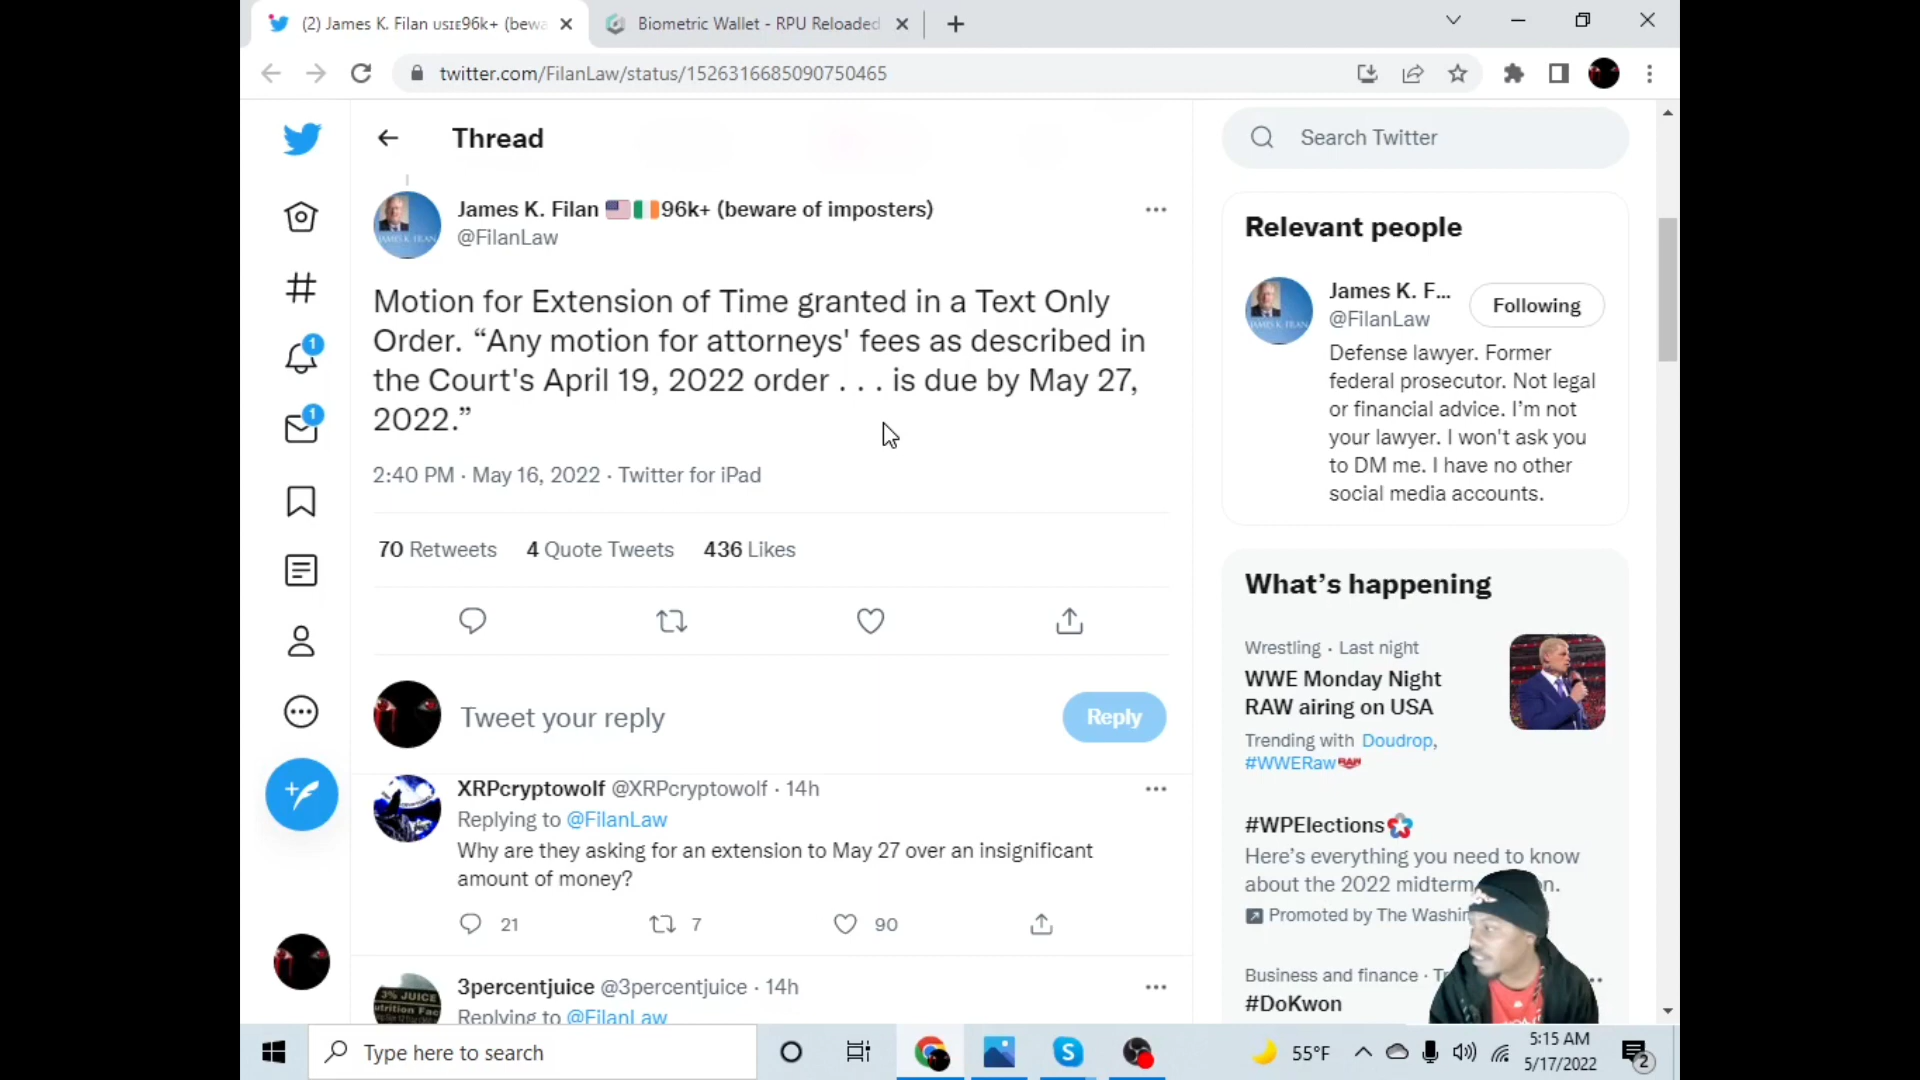 (2) James K. Filan ᴜsɪᴇ96k+ (bewa
Biometric Wallet - RPU Reloaded
twitter.com/FilanLaw/status/1526316685090750465
Thread
Search Twitter
James K. Filan 🇺🇸🇮🇪96k+ (beware of imposters)
@FilanLaw
Motion for Extension of Time granted in a Text Only
Order. “Any motion for attorneys' fees as described in
the Court's April 19, 2022 order . . . is due by May 27,
2022.”
2:40 PM · May 16, 2022 · Twitter for iPad
70 Retweets 4 Quote Tweets 436 Likes
Tweet your reply
Reply
XRPcryptowolf @XRPcryptowolf · 14h
Replying to @FilanLaw
Why are they asking for an extension to May 27 over an insignificant
amount of money?
21 7 90
3percentjuice @3percentjuice · 14h
Replying to @FilanLaw
Relevant people
James K. F...
@FilanLaw
Following
Defense lawyer. Former
federal prosecutor. Not legal
or financial advice. I’m not
your lawyer. I won't ask you
to DM me. I have no other
social media accounts.
What’s happening
Wrestling · Last night
WWE Monday Night
RAW airing on USA
Trending with Doudrop,
#WWERaw
#WPElections
Here’s everything you need to know
about the 2022 midterm
Promoted by The Washin
Business and finance
#DoKwon
1
1
JAMES K. FILAN
3% JUICE
Type here to search
55°F
5:15 AM
5/17/2022
2